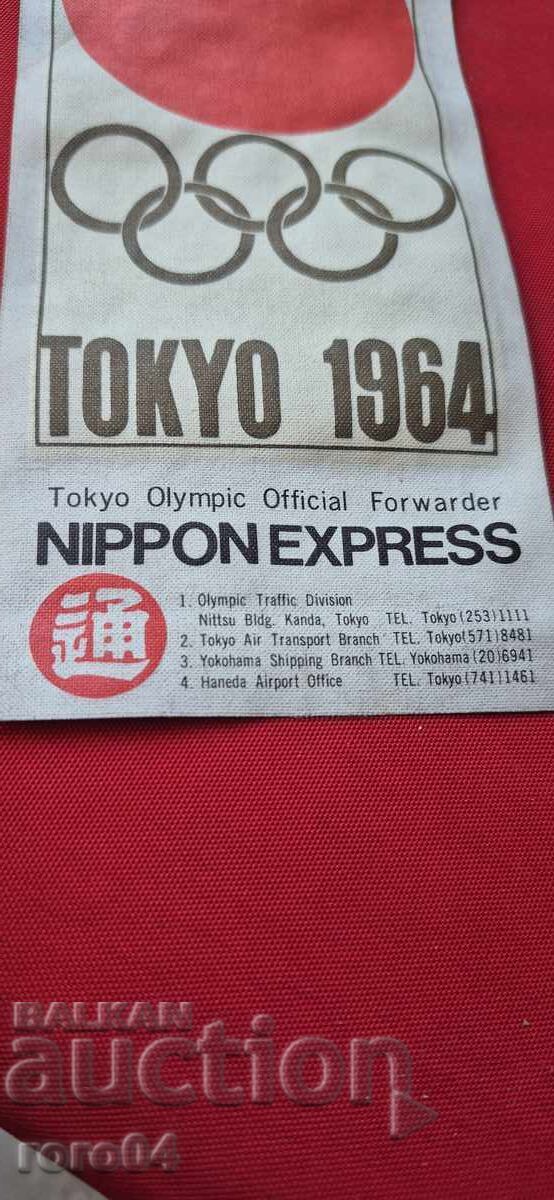 TOKYO 1964
Tokyo Olympic Official Forwarder
NIPPON EXPRESS
通
1. Olympic Traffic Division
Nittsu Bldg. Kanda, Tokyo TEL. Tokyo (253) 1111
2. Tokyo Air Transport Branch TEL. Tokyo (571) 8481
3. Yokohama Shipping Branch TEL. Yokohama (20) 6941
4. Haneda Airport Office TEL. Tokyo (741) 1461
BALKAN
auction
roro04